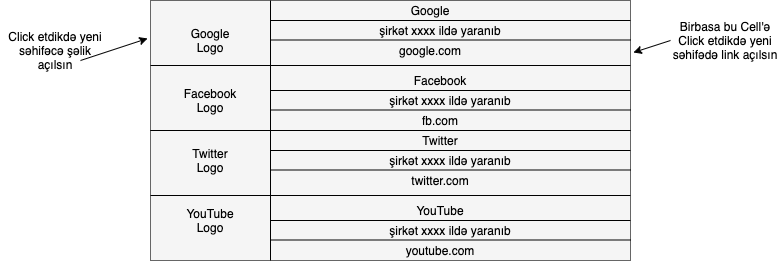 Click etdikdə yeni
səhifəcə şəlik
açılsın
Google
Logo
Google
şirkət xxxx ildə yaranıb
google.com
Birbasa bu Cell'ə
Click etdikdə yeni
səhifədə link açılsın
Facebook
Logo
Facebook
şirkət xxxx ildə yaranıb
fb.com
Twitter
Logo
Twitter
şirkət xxxx ildə yaranıb
twitter.com
YouTube
Logo
YouTube
şirkət xxxx ildə yaranıb
youtube.com